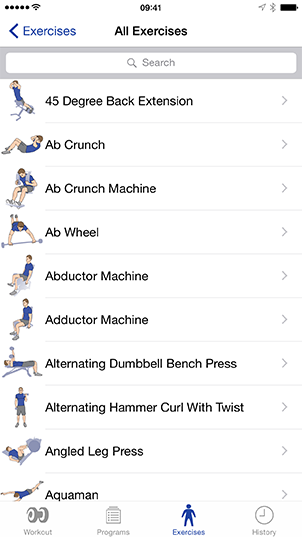 09:41
Exercises All Exercises
Search
45 Degree Back Extension
Ab Crunch
Ab Crunch Machine
Ab Wheel
Abductor Machine
Adductor Machine
Alternating Dumbbell Bench Press
Alternating Hammer Curl With Twist
Angled Leg Press
Aquaman
Workout Programs Exercises History